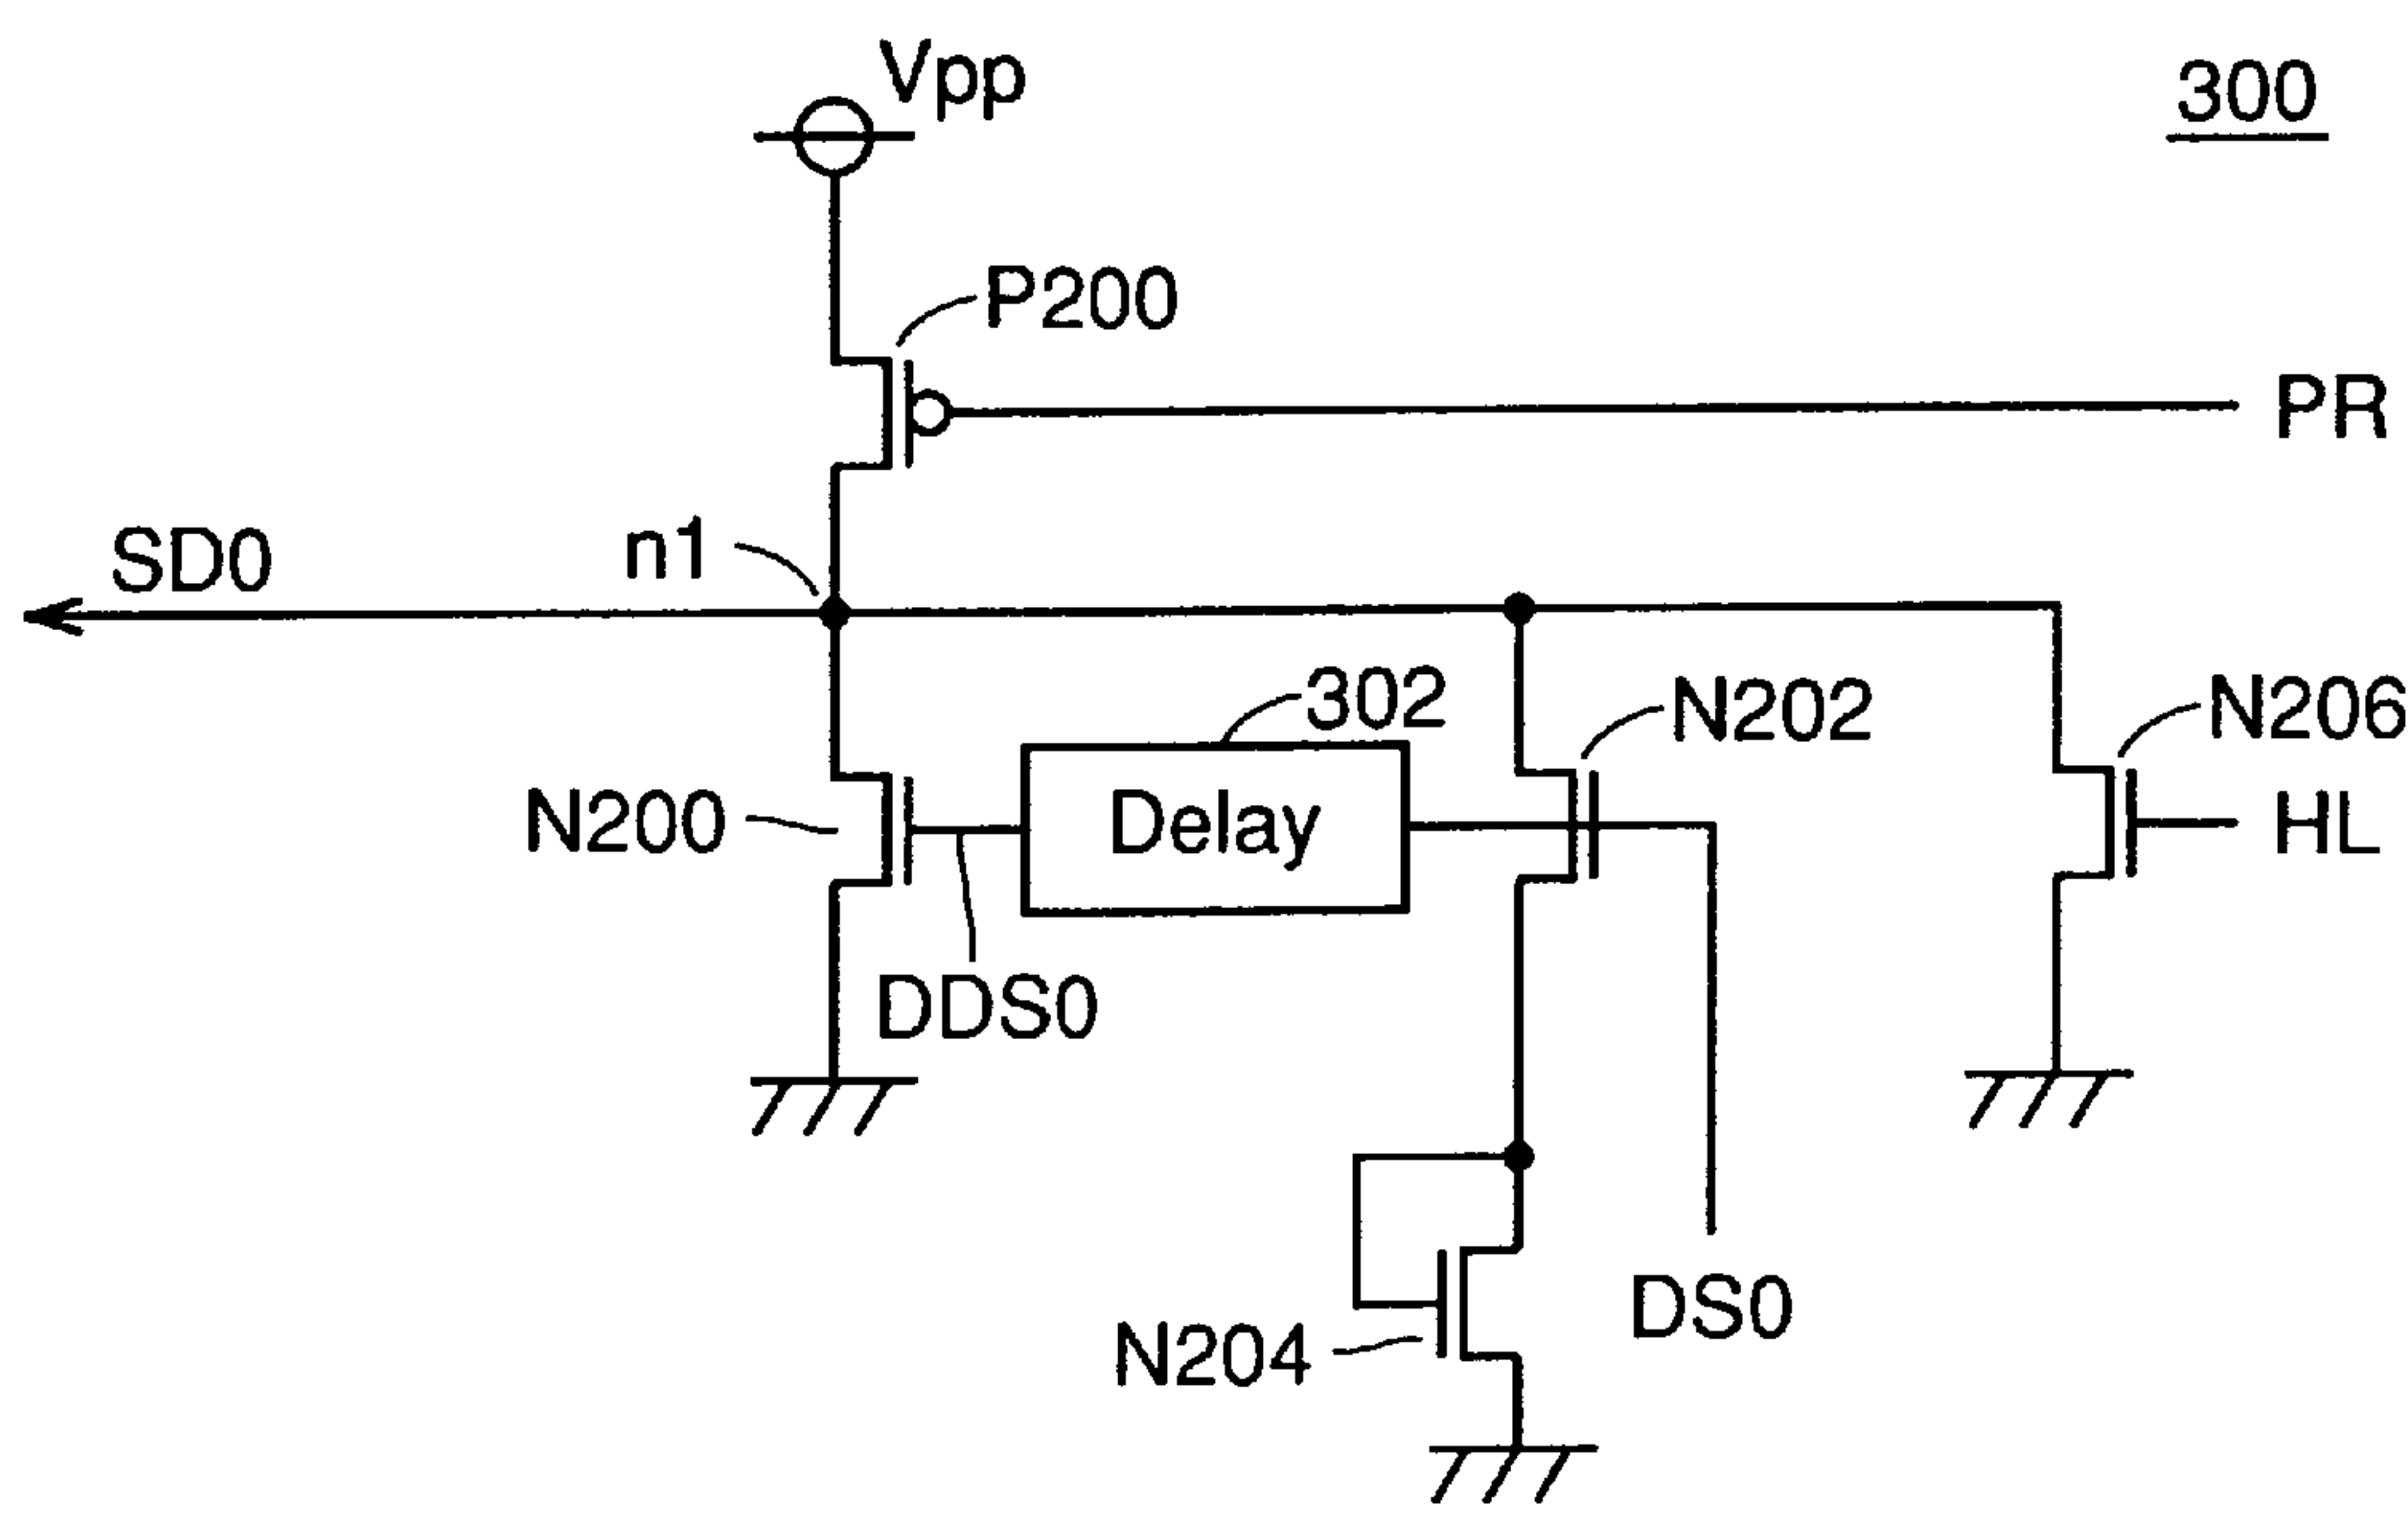 Vpp
300
P200
PR
SD0
n1
302
N202
N206
N200
Delay
HL
DDS0
DS0
N204